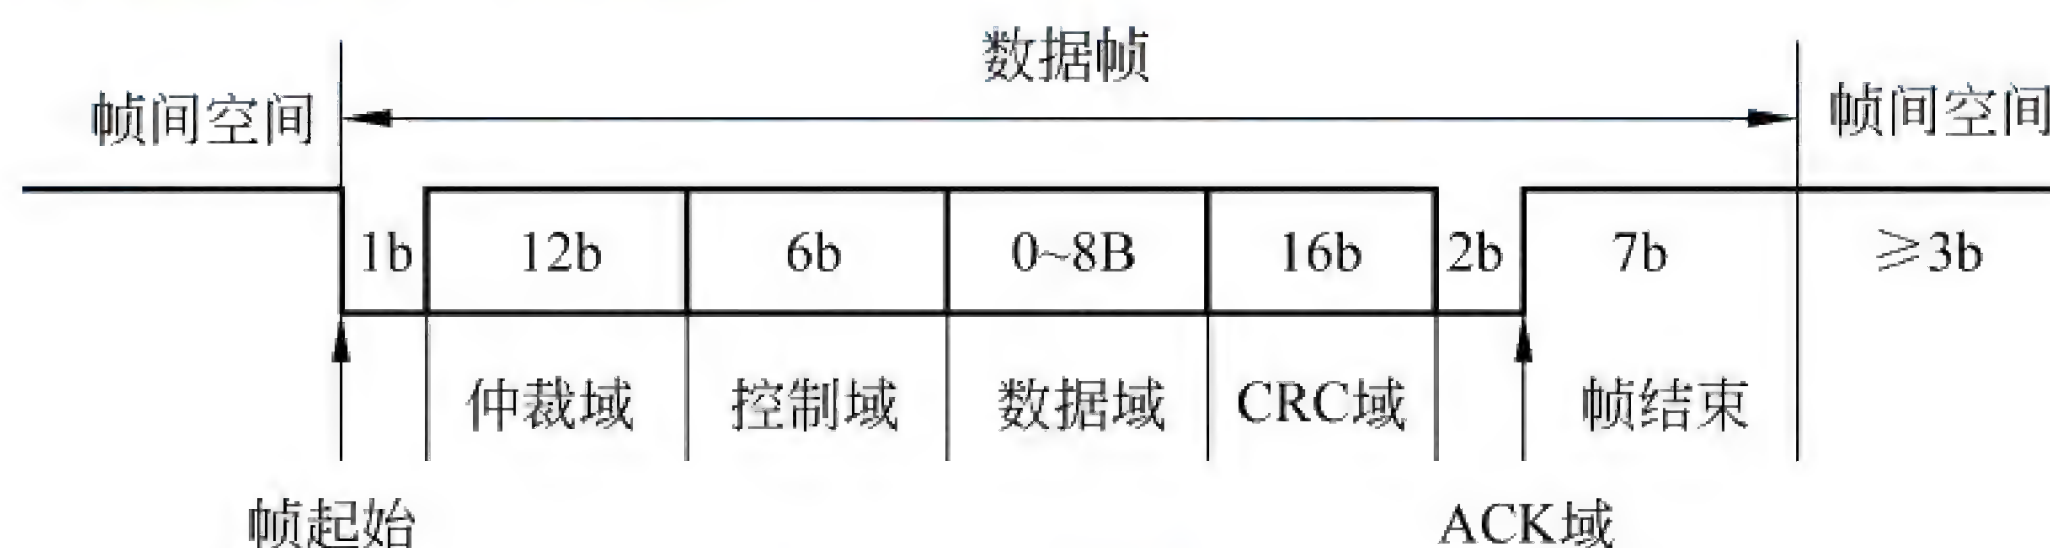 数据帧
帧间空间 帧间空间
1b 12b 6b 0~8B 16b 2b 7b ≥3b
仲裁域 控制域 数据域 CRC域 帧结束
帧起始 ACK域